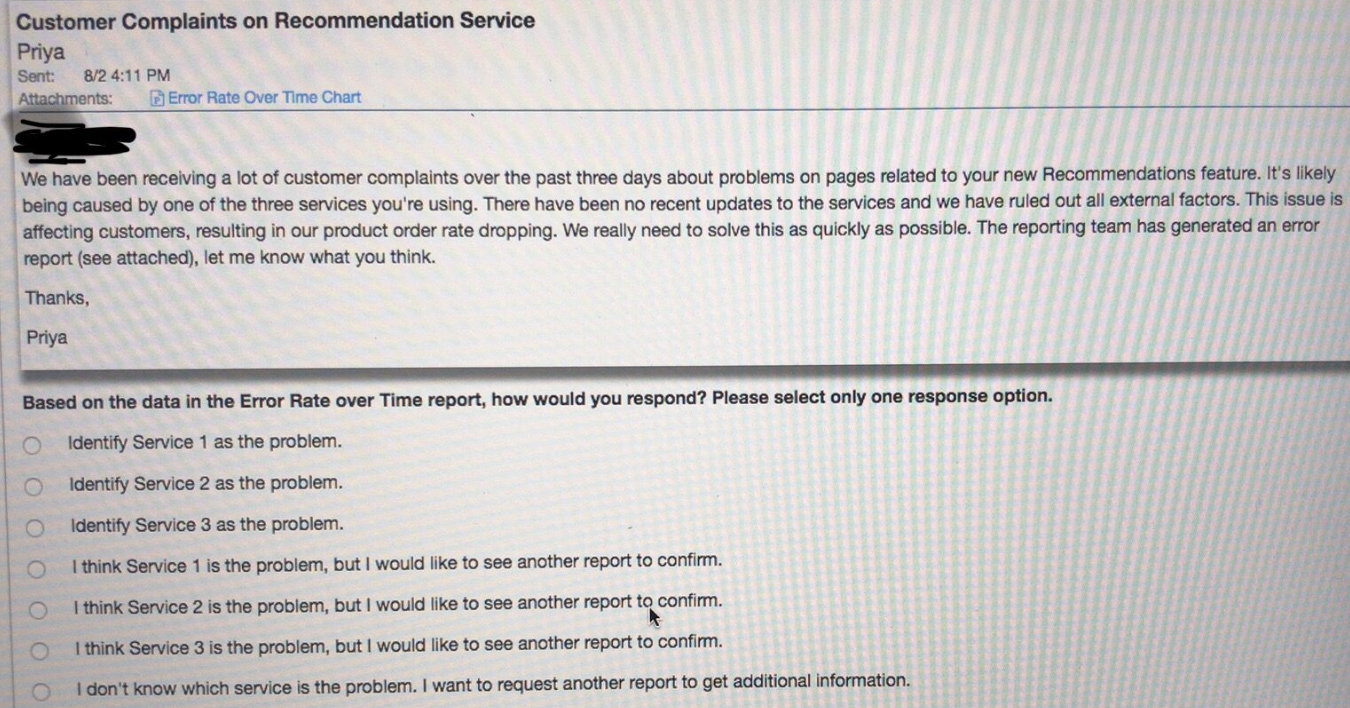 Customer Complaints on Recommendation Service
Priya
Sent: 8/2 4:11 PM
Attachments: Error Rate Over Time Chart
We have been receiving a lot of customer complaints over the past three days about problems on pages related to your new Recommendations feature. It's likely
being caused by one of the three services you're using. There have been no recent updates to the services and we have ruled out all external factors. This issue is
affecting customers, resulting in our product order rate dropping. We really need to solve this as quickly as possible. The reporting team has generated an error
report (see attached), let me know what you think.
Thanks,
Priya
Based on the data in the Error Rate over Time report, how would you respond? Please select only one response option.
Identify Service 1 as the problem.
Identify Service 2 as the problem.
Identify Service 3 as the problem.
I think Service 1 is the problem, but I would like to see another report to confirm.
I think Service 2 is the problem, but I would like to see another report to confirm.
I think Service 3 is the problem, but I would like to see another report to confirm.
I don't know which service is the problem. I want to request another report to get additional information.